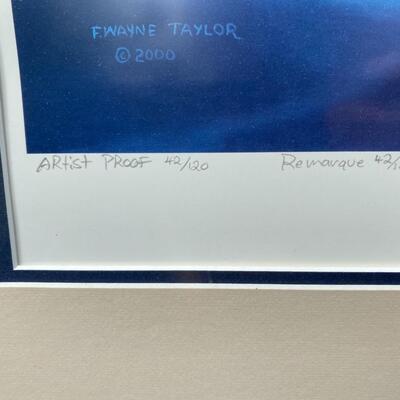 F. WAYNE TAYLOR
© 2000
ARtist PROOF 42/120 Remarque